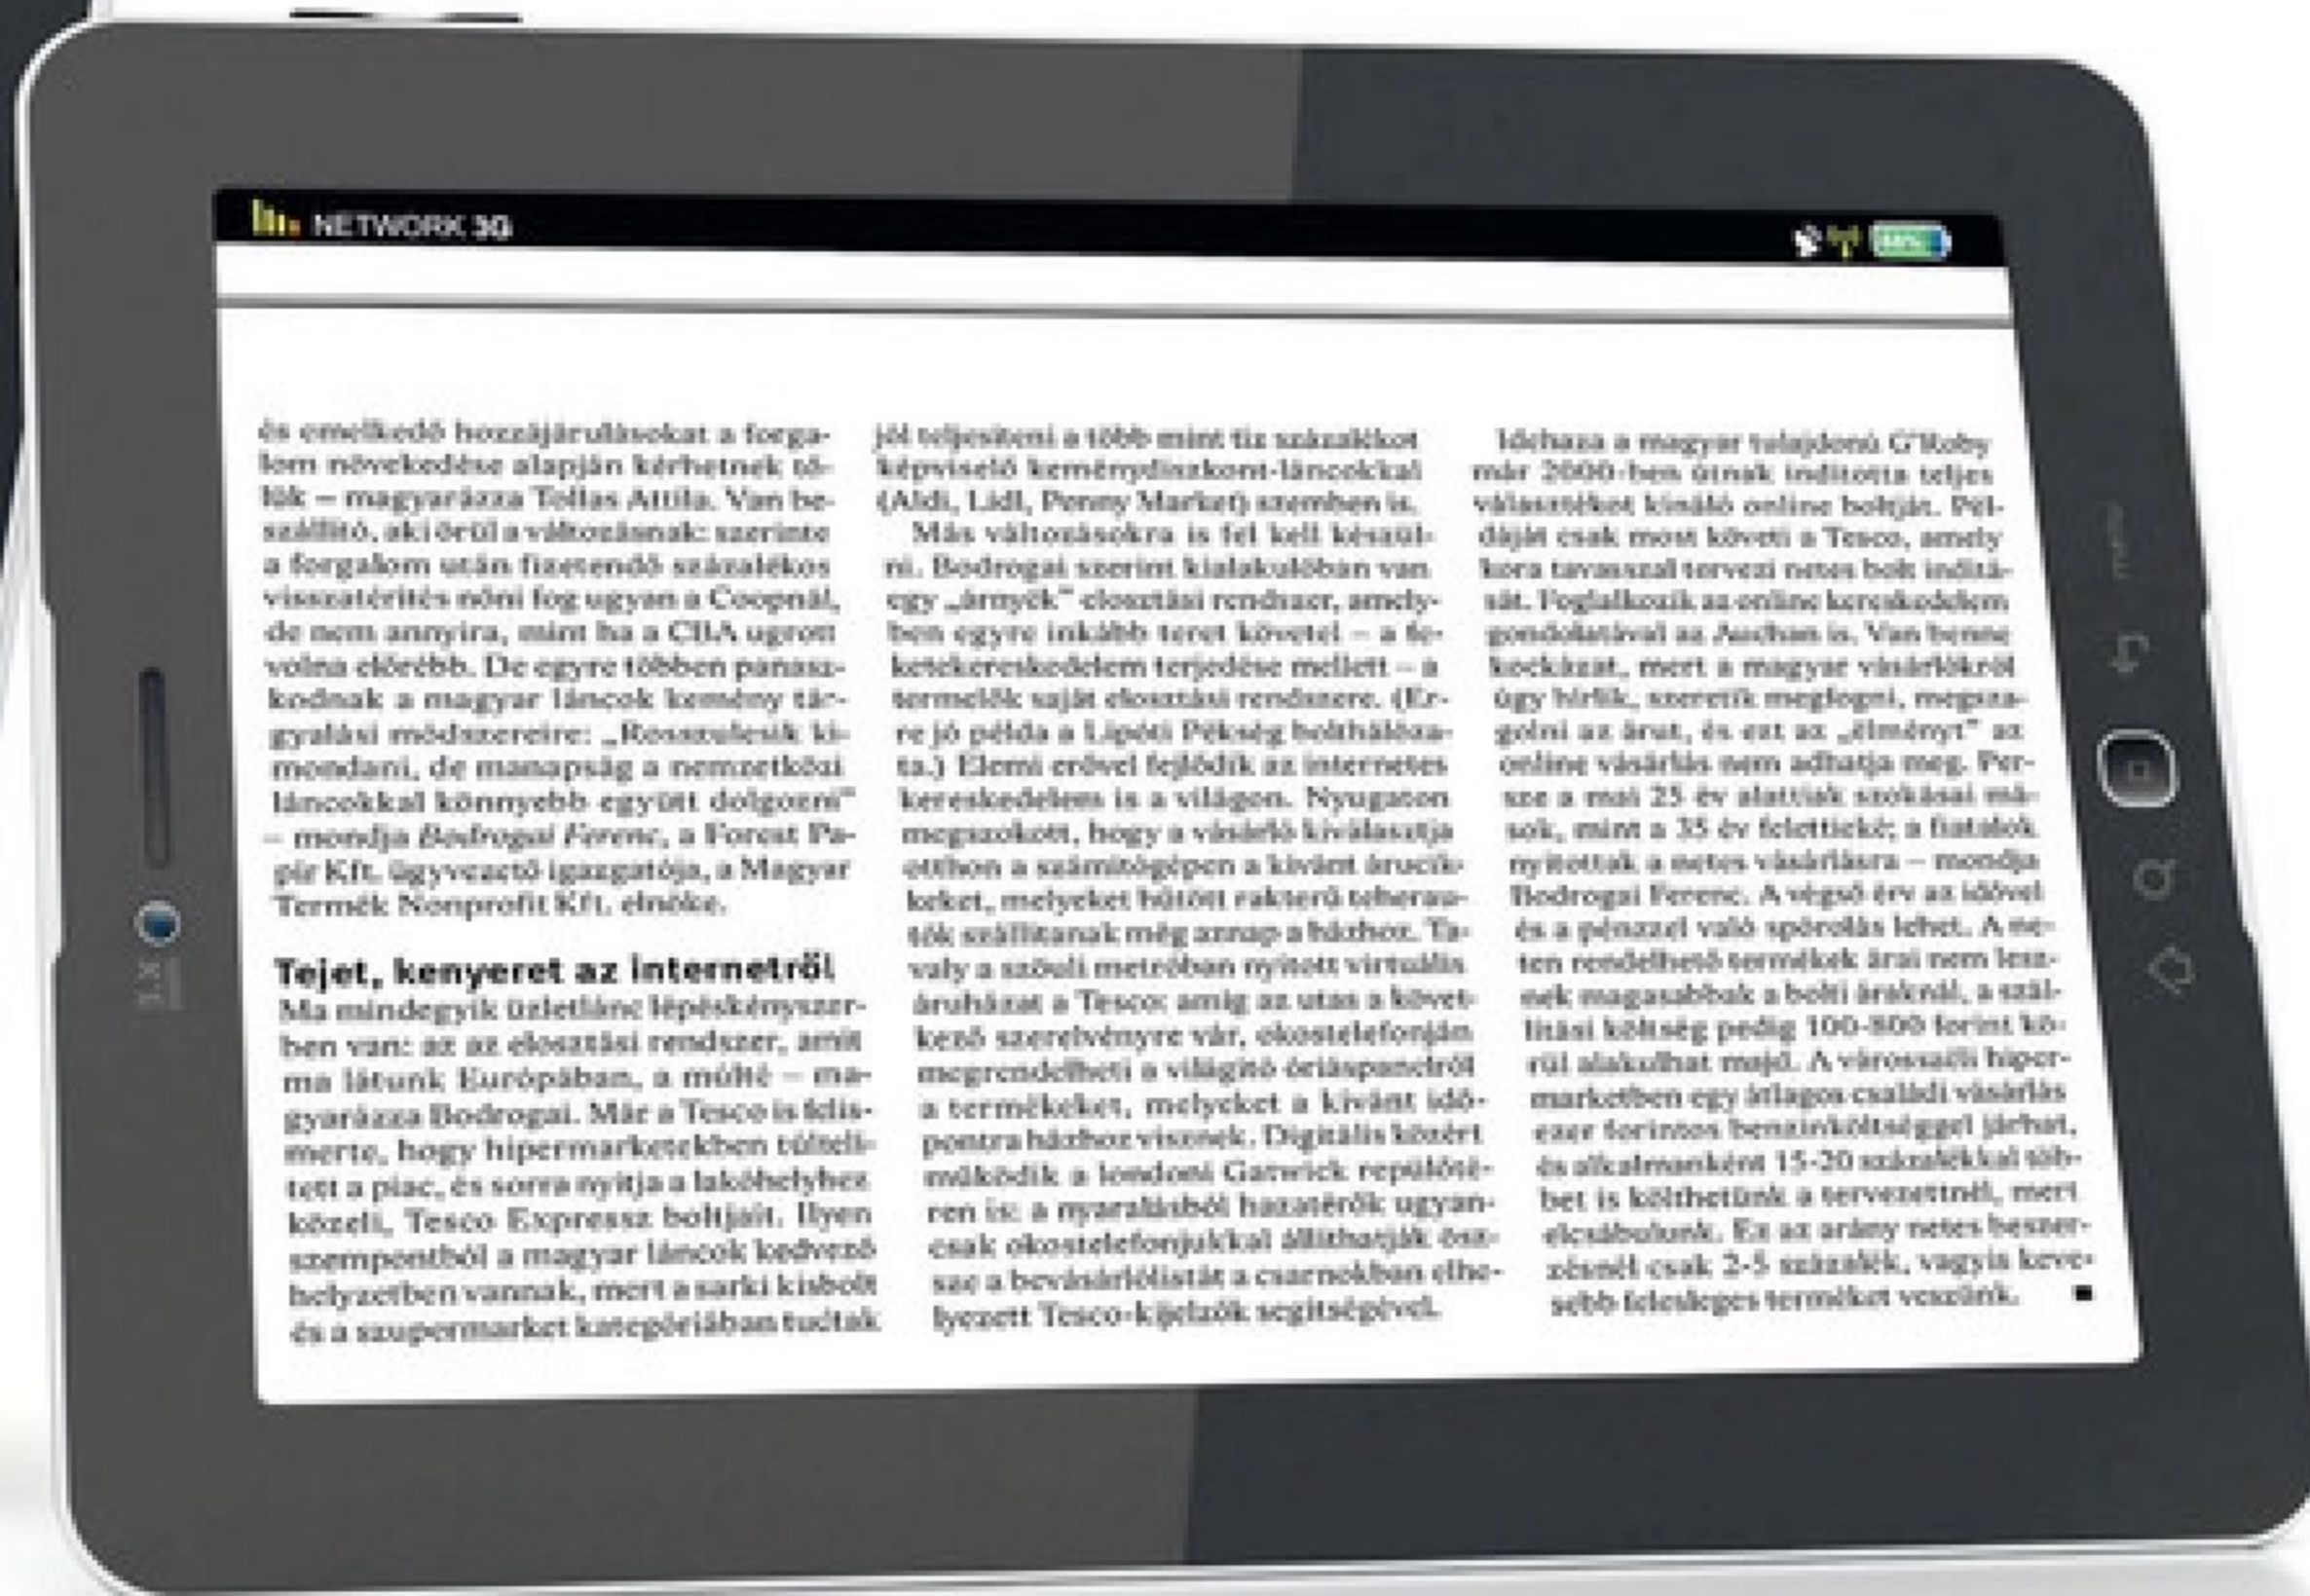 NETWORK 3G
és emelkedő hozzájárulásokat a forga-
lom növekedése alapján kérhetnek tő-
lük – magyarázza Tollas Attila. Van be-
szállító, aki örül a változásnak: szerinte
a forgalom után fizetendő százalékos
visszatérítés nőni fog ugyan a Coopnál,
de nem annyira, mint ha a CBA ugrott
volna előrébb. De egyre többen panasz-
kodnak a magyar láncok kemény tár-
gyalási módszereire: „Rosszulesik ki-
mondani, de manapság a nemzetközi
láncokkal könnyebb együtt dolgozni"
– mondja Bodrogai Ferenc, a Forest Pa-
pír Kft. ügyvezető igazgatója, a Magyar
Termék Nonprofit Kft. elnöke.
Tejet, kenyeret az internetről
Ma mindegyik üzletlánc lépéskényszer-
ben van: az az elosztási rendszer, amit
ma látunk Európában, a múlté – ma-
gyarázza Bodrogai. Már a Tesco is felis-
merte, hogy hipermarketekben túlteli-
tett a piac, és sorra nyitja a lakóhelyhez
közeli, Tesco Expressz boltjait. Ilyen
szempontból a magyar láncok kedvező
helyzetben vannak, mert a sarki kisbolt
és a szupermarket kategóriában tudtak
jól teljesíteni a több mint tíz százalékot
képviselő keménydiszkont-láncokkal
(Aldi, Lidl, Penny Market) szemben is.
Más változásokra is fel kell készül-
ni. Bodrogai szerint kialakulóban van
egy „árnyék" elosztási rendszer, amely-
ben egyre inkább teret követel – a fe-
ketekereskedelem terjedése mellett – a
termelők saját elosztási rendszere. (Er-
re jó példa a Lipóti Pékség bolthálóza-
ta.) Elemi erővel fejlődik az internetes
kereskedelem is a világon. Nyugaton
megszokott, hogy a vásárló kiválasztja
otthon a számítógépen a kívánt árucik-
keket, melyeket hűtött rakterű teherau-
tók szállítanak még aznap a házhoz. Ta-
valy a szöuli metróban nyitott virtuális
áruházat a Tesco: amíg az utas a követ-
kező szerelvényre vár, okostelefonján
megrendelheti a világító óriáspanelról
a termékeket, melyeket a kívánt idő-
pontra házhoz visznek. Digitális közért
működik a londoni Gatwick repülőté-
ren is: a nyaralásból hazatérők ugyan-
csak okostelefonjukkal állíthatják ösz-
sze a bevásárlólistát a csarnokban elhe-
lyezett Tesco-kijelzők segítségével.
Idehaza a magyar tulajdonú G'Roby
már 2000-ben útnak indította teljes
választékot kínáló online boltját. Pél-
dáját csak most követi a Tesco, amely
kora tavasszal tervezi netes bolt indítá-
sát. Foglalkozik az online kereskedelem
gondolatával az Auchan is. Van benne
kockázat, mert a magyar vásárlókról
úgy hírlik, szeretik megfogni, megsza-
golni az árut, és ezt az „élményt" az
online vásárlás nem adhatja meg. Per-
sze a mai 25 év alattiak szokásai má-
sok, mint a 35 év felettieké; a fiatalok
nyitottak a netes vásárlásra – mondja
Bodrogai Ferenc. A végső érv az idővel
és a pénzzel való spórolás lehet. A ne-
ten rendelhető termékek árai nem lesz-
nek magasabbak a bolti áraknál, a szál-
lítási költség pedig 100-800 forint kö-
rül alakulhat majd. A városszéli hiper-
marketben egy átlagos családi vásárlás
ezer forintos benzinköltséggel járhat,
és alkalmanként 15-20 százalékkal töb-
bet is költhetünk a tervezettnél, mert
elcsábulunk. Ez az arány netes beszer-
zésnél csak 2-5 százalék, vagyis keve-
sebb felesleges terméket veszünk.